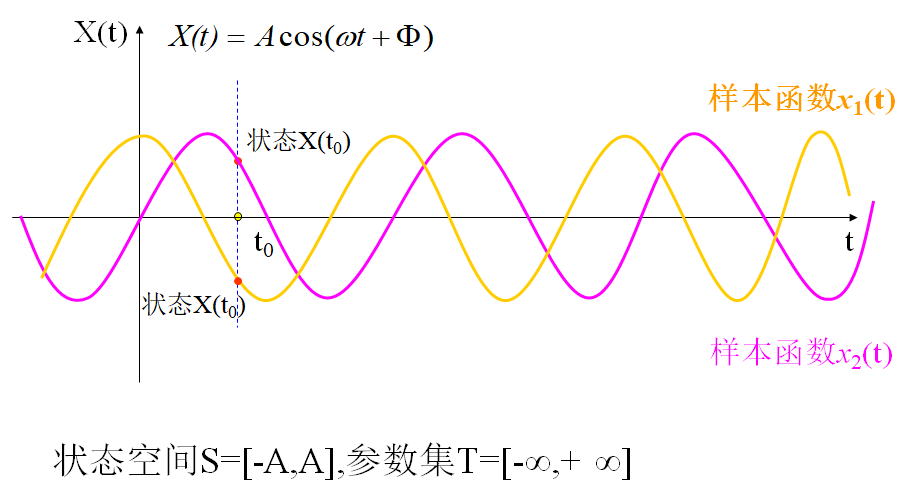 X(t)
X(t) = A cos(ωt + Φ)
样本函数x₁(t)
状态X(t₀)
t₀
t
状态X(t₀)
样本函数x₂(t)
状态空间S=[-A,A],参数集T=[-∞,+ ∞]